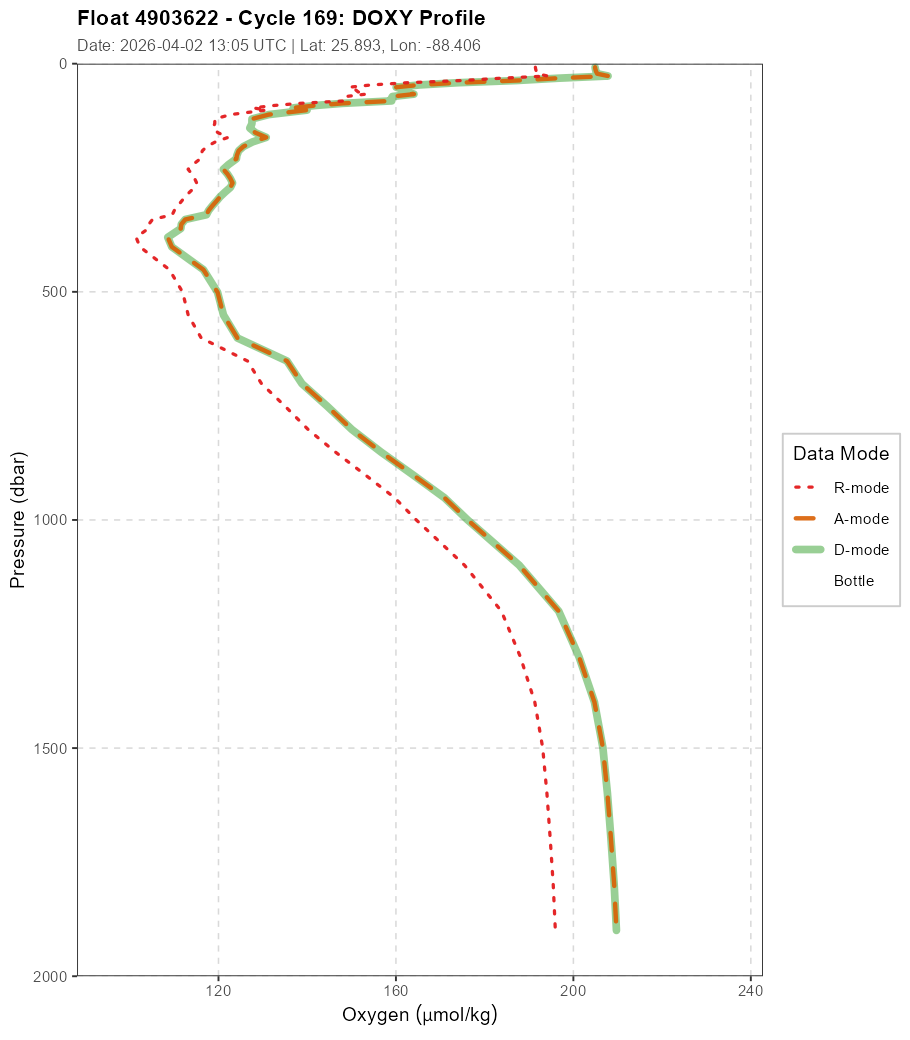 Float 4903622 - Cycle 169: DOXY Profile
Date: 2026-04-02 13:05 UTC | Lat: 25.893, Lon: -88.406
0
500
1000
1500
2000
Pressure (dbar)
120
160
200
240
Oxygen (µmol/kg)
Data Mode
R-mode
A-mode
D-mode
Bottle